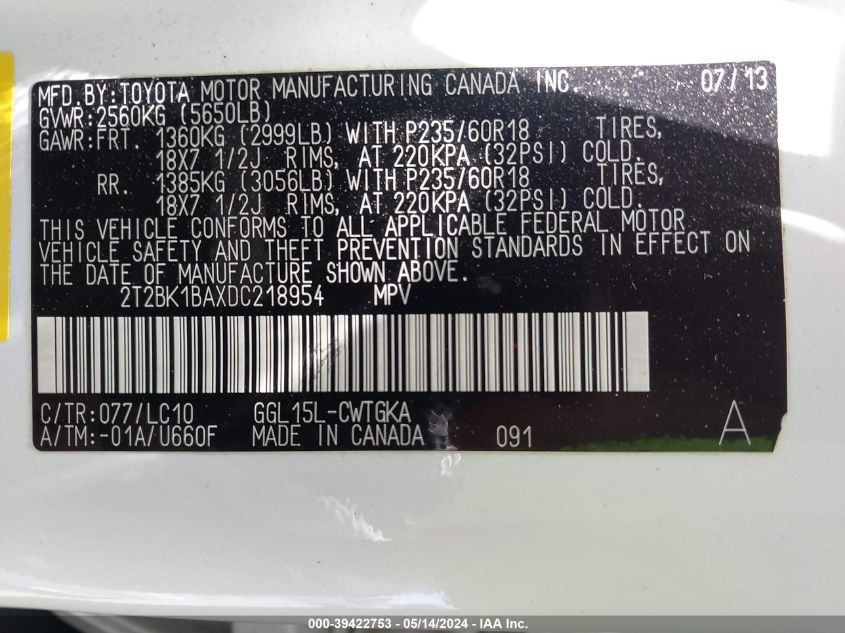 MFD.BY:TOYOTA MOTOR MANUFACTURING CANADA INC. 07/13
GVWR:2560KG (5650LB)
GAWR:FRT. 1360KG (2999LB) WITH P235/60R18 TIRES,
18X7 1/2J RIMS, AT 220KPA (32PSI) COLD.
RR. 1385KG (3056LB) WITH P235/60R18 TIRES,
18X7 1/2J RIMS, AT 220KPA (32PSI) COLD.
THIS VEHICLE CONFORMS TO ALL APPLICABLE FEDERAL MOTOR
VEHICLE SAFETY AND THEFT PREVENTION STANDARDS IN EFFECT ON
THE DATE OF MANUFACTURE SHOWN ABOVE.
2T2BK1BAXDC218954 MPV
C/TR:077/LC10 GGL15L-CWTGKA
A/TM:-01A/U660F MADE IN CANADA 091 A
000-39422753 - 05/14/2024 - IAA Inc.